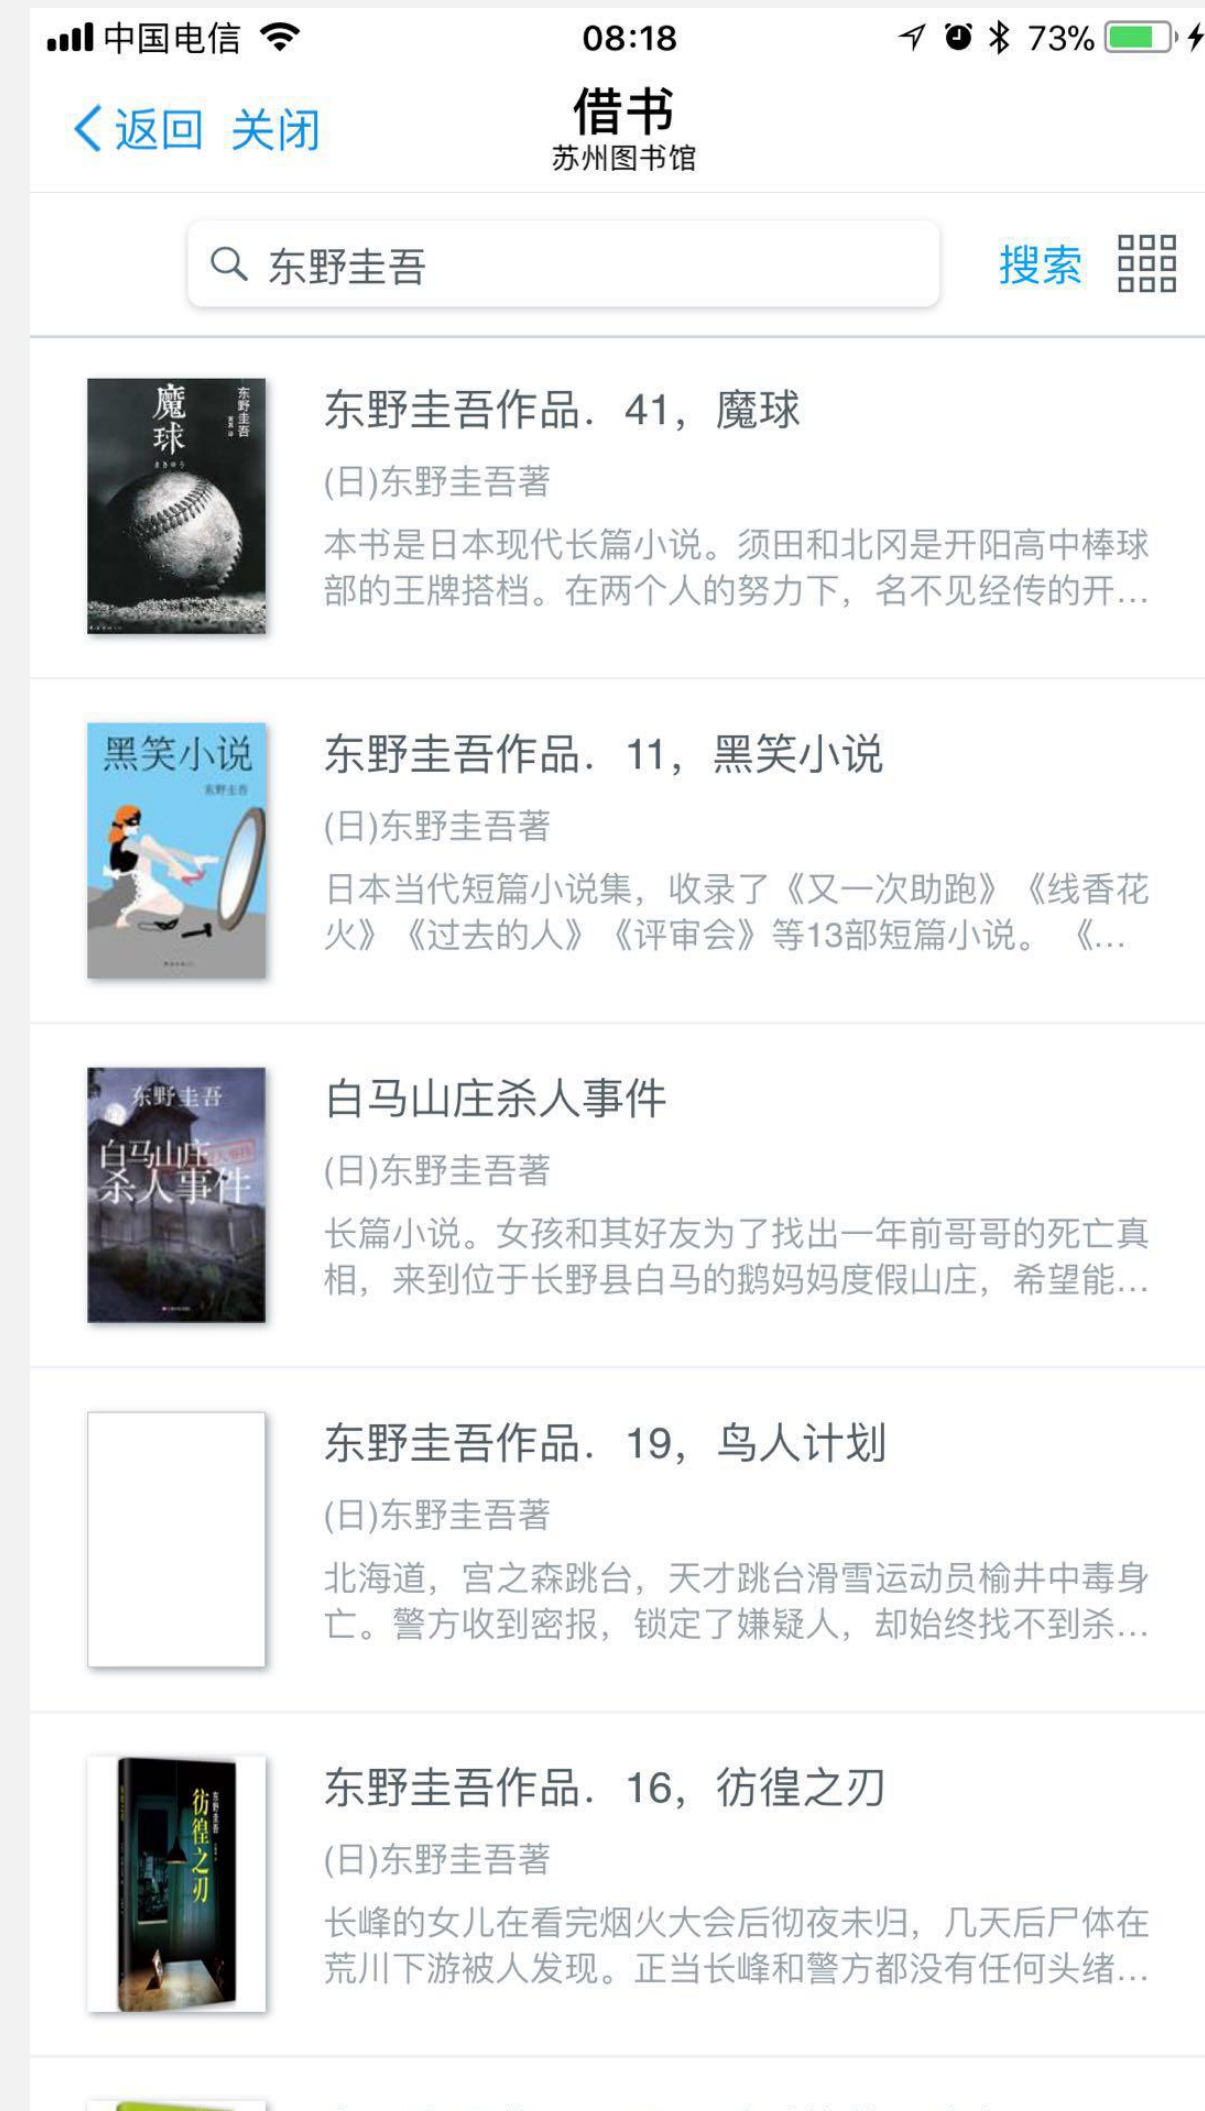 中国电信
08:18
73%
返回 关闭
借书
苏州图书馆
东野圭吾
搜索
魔球
东野圭吾
东野圭吾作品．41，魔球
(日)东野圭吾著
本书是日本现代长篇小说。须田和北冈是开阳高中棒球
部的王牌搭档。在两个人的努力下，名不见经传的开...
黑笑小说
东野圭吾
东野圭吾作品．11，黑笑小说
(日)东野圭吾著
日本当代短篇小说集，收录了《又一次助跑》《线香花
火》《过去的人》《评审会》等13部短篇小说。 《...
东野圭吾
白马山庄
杀人事件
白马山庄杀人事件
(日)东野圭吾著
长篇小说。女孩和其好友为了找出一年前哥哥的死亡真
相，来到位于长野县白马的鹅妈妈度假山庄，希望能...
东野圭吾作品．19，鸟人计划
(日)东野圭吾著
北海道，宫之森跳台，天才跳台滑雪运动员榆井中毒身
亡。警方收到密报，锁定了嫌疑人，却始终找不到杀...
彷徨之刃
东野圭吾
东野圭吾作品．16，彷徨之刃
(日)东野圭吾著
长峰的女儿在看完烟火大会后彻夜未归，几天后尸体在
荒川下游被人发现。正当长峰和警方都没有任何头绪...